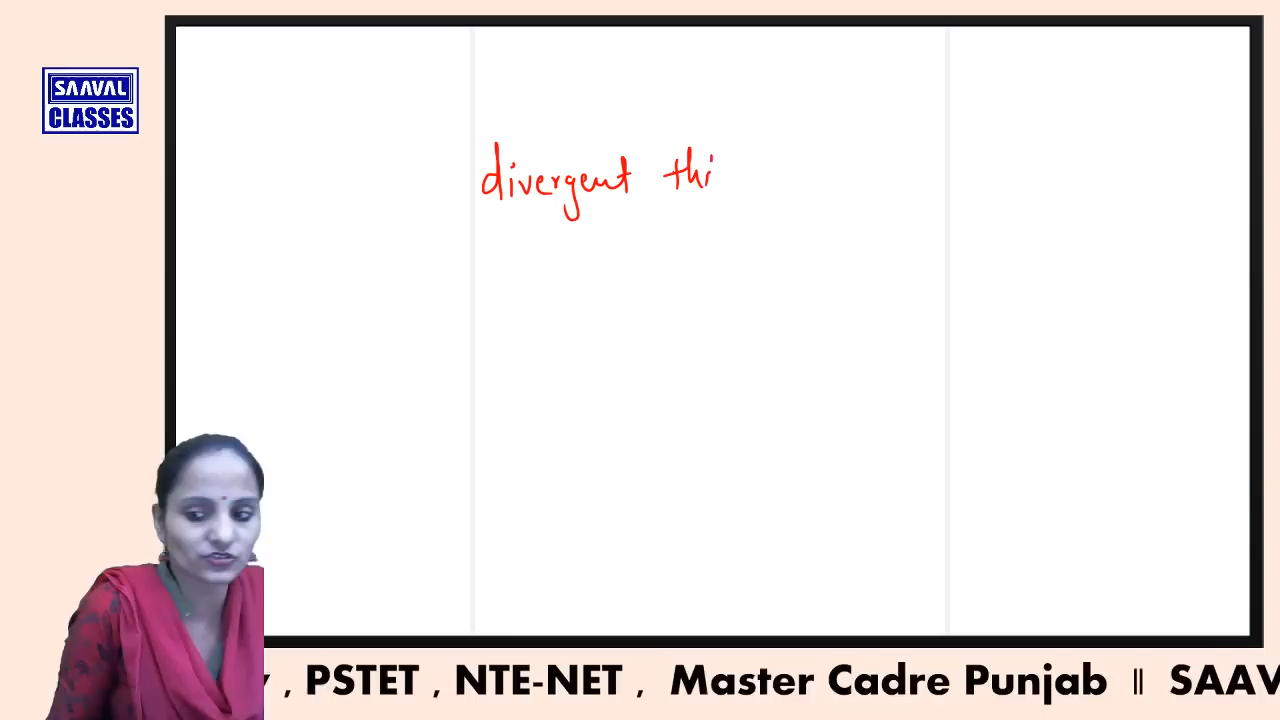 SAAVAL
CLASSES
divergent thi
, PSTET , NTE-NET , Master Cadre Punjab || SAAV